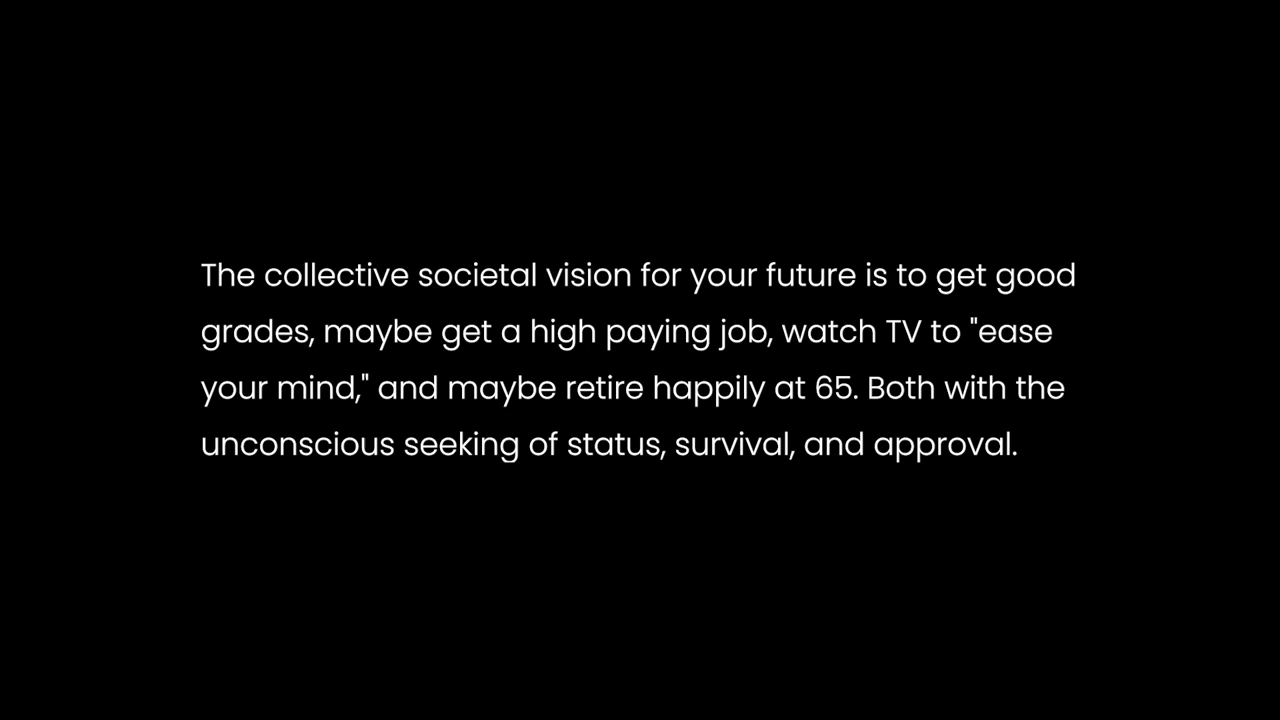 The collective societal vision for your future is to get good
grades, maybe get a high paying job, watch TV to "ease
your mind," and maybe retire happily at 65. Both with the
unconscious seeking of status, survival, and approval.